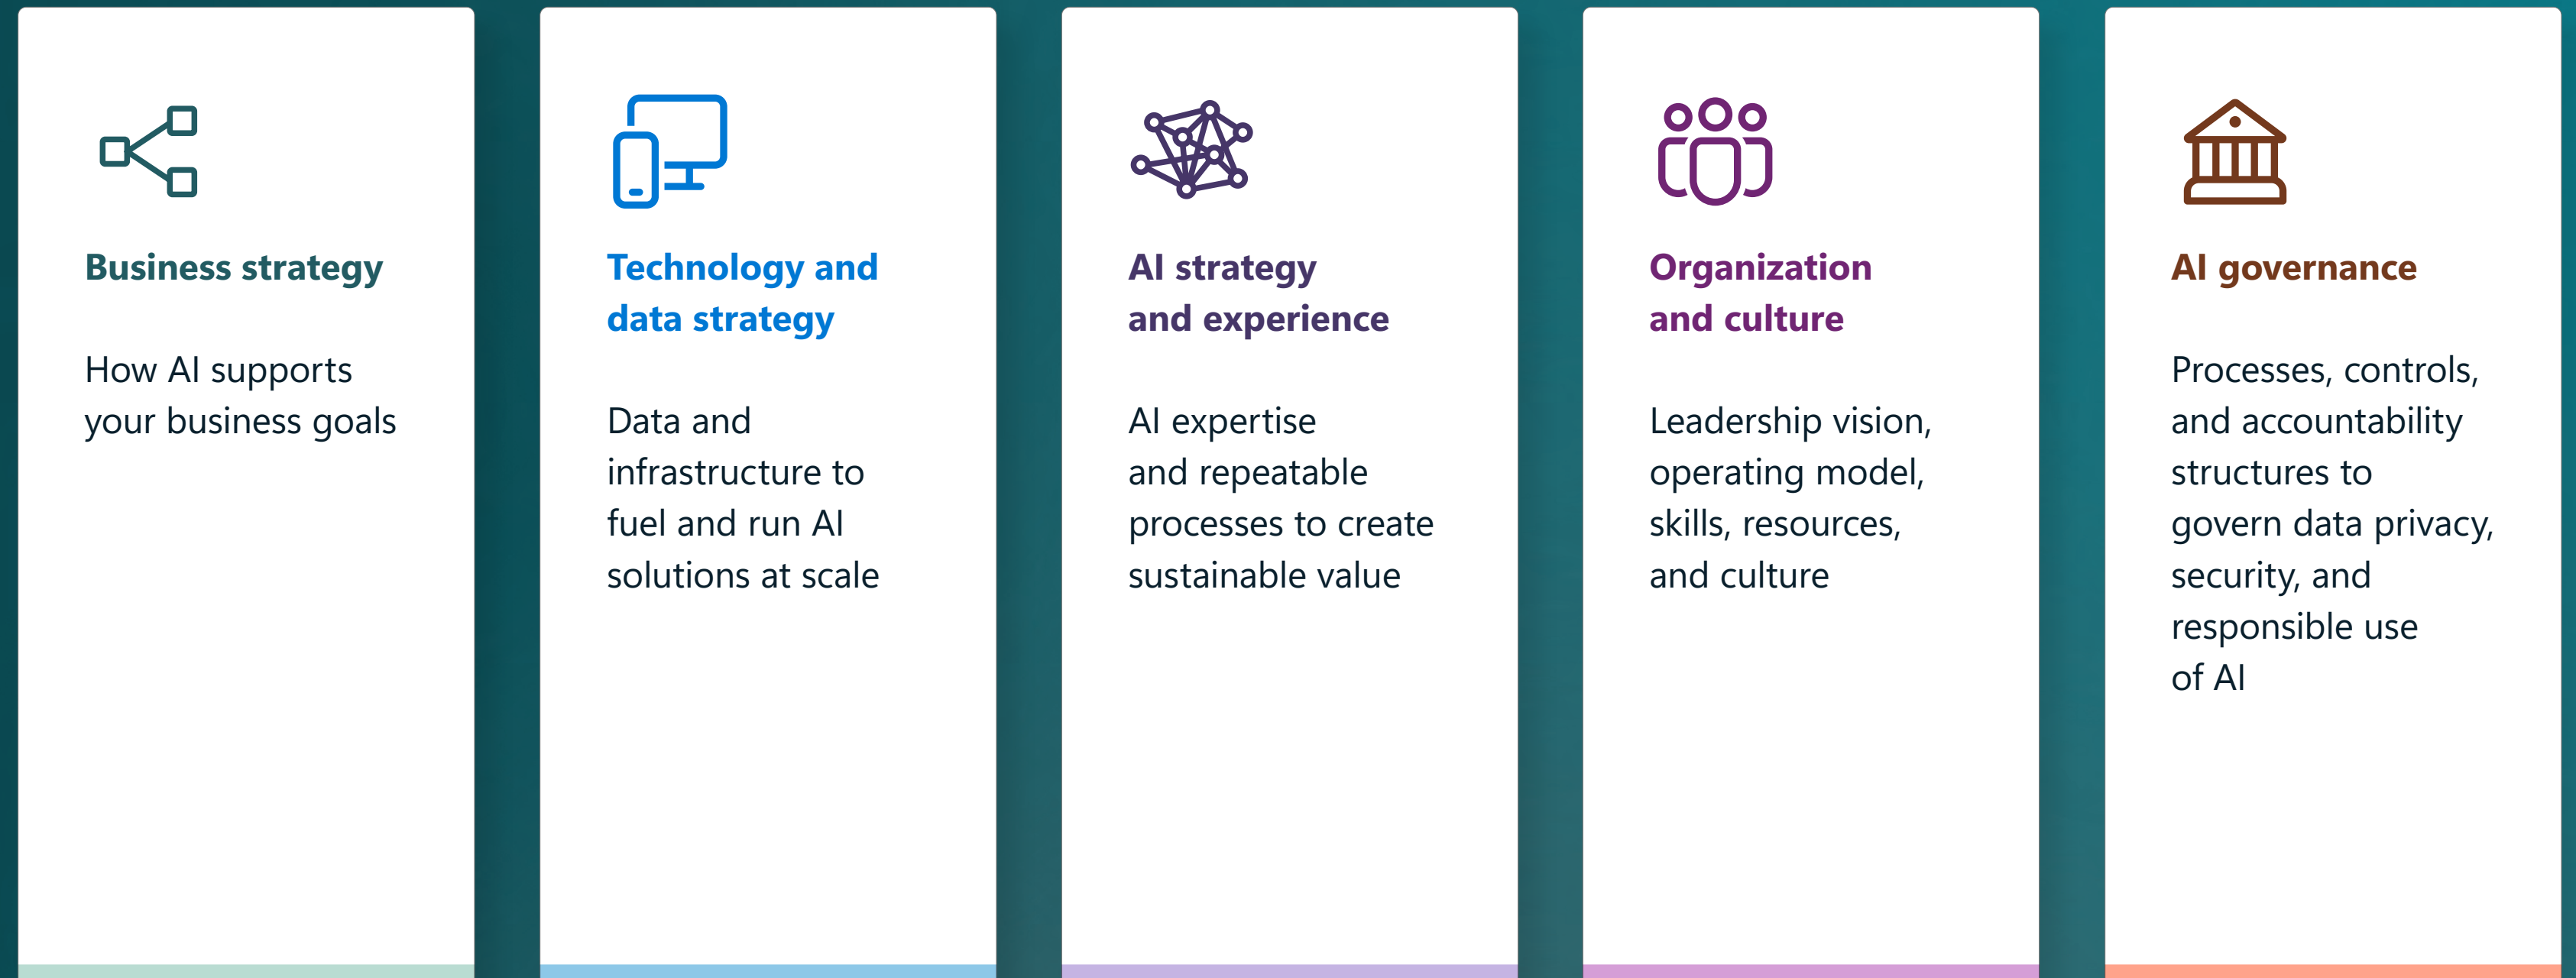 Business strategy
How AI supports
your business goals
Technology and
data strategy
Data and
infrastructure to
fuel and run AI
solutions at scale
AI strategy
and experience
AI expertise
and repeatable
processes to create
sustainable value
Organization
and culture
Leadership vision,
operating model,
skills, resources,
and culture
AI governance
Processes, controls,
and accountability
structures to
govern data privacy,
security, and
responsible use
of AI